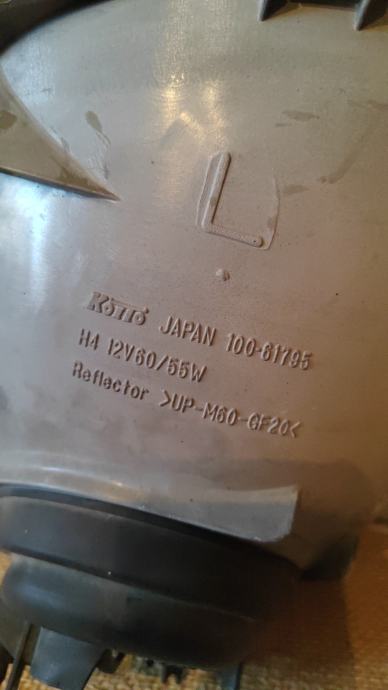 L
KOITO JAPAN 100-61795
H4 12V60/55W
Reflector >UP-M60-GF20<